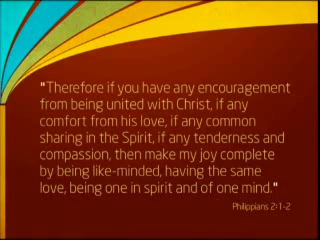 "Therefore if you have any encouragement
from being united with Christ, if any
comfort from his love, if any common
sharing in the Spirit, if any tenderness and
compassion, then make my joy complete
by being like-minded, having the same
love, being one in spirit and of one mind."
Philippians 2:1-2